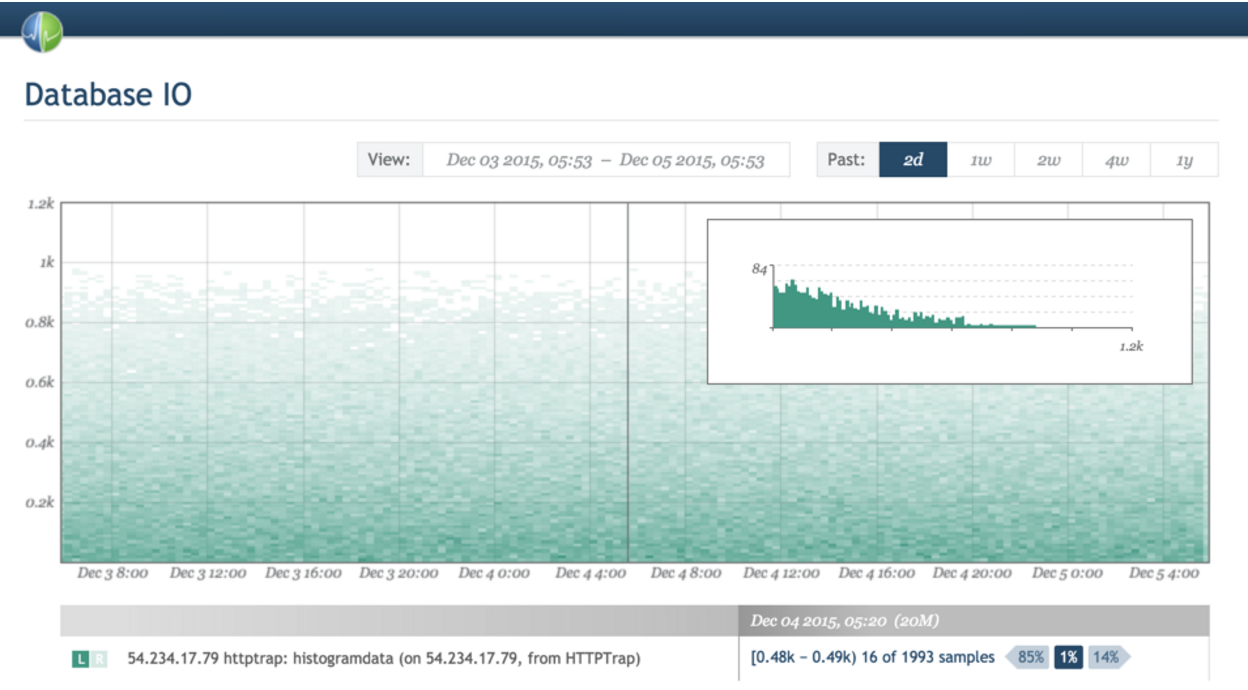 Database IO
View: Dec 03 2015, 05:53 – Dec 05 2015, 05:53 Past: 2d 1w 2w 4w 1y
1.2k
1k
0.8k
0.6k
0.4k
0.2k
84
1.2k
Dec 3 8:00 Dec 3 12:00 Dec 3 16:00 Dec 3 20:00 Dec 4 0:00 Dec 4 4:00 Dec 4 8:00 Dec 4 12:00 Dec 4 16:00 Dec 4 20:00 Dec 5 0:00 Dec 5 4:00
Dec 04 2015, 05:20 (20M)
L R 54.234.17.79 httptrap: histogramdata (on 54.234.17.79, from HTTPTrap) [0.48k – 0.49k) 16 of 1993 samples 85% 1% 14%